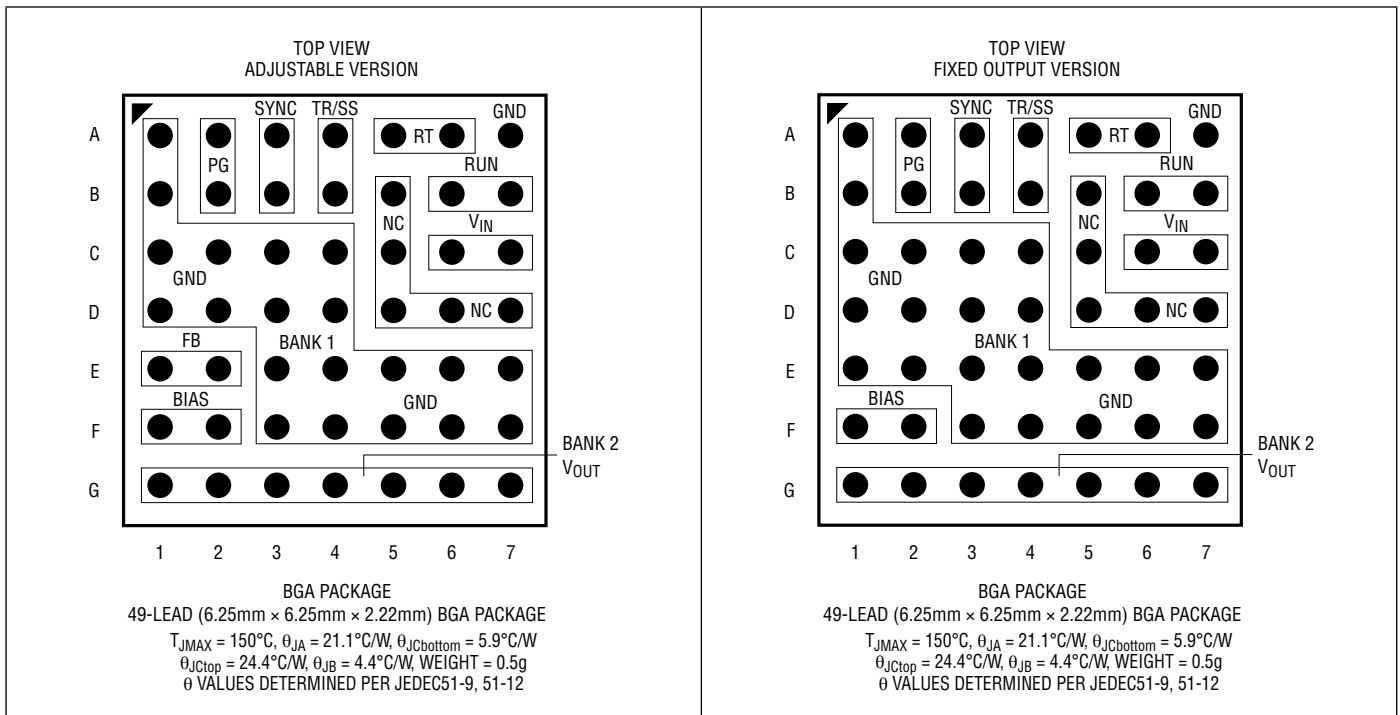 TOP VIEW
ADJUSTABLE VERSION
SYNC TR/SS GND
A
RT
PG
RUN
B
NC
VIN
C
GND
D
NC
FB
BANK 1
E
BIAS
GND
F
BANK 2
VOUT
G
1 2 3 4 5 6 7
BGA PACKAGE
49-LEAD (6.25mm × 6.25mm × 2.22mm) BGA PACKAGE
TJMAX = 150°C, θJA = 21.1°C/W, θJCbottom = 5.9°C/W
θJCtop = 24.4°C/W, θJB = 4.4°C/W, WEIGHT = 0.5g
θ VALUES DETERMINED PER JEDEC51-9, 51-12
TOP VIEW
FIXED OUTPUT VERSION
SYNC TR/SS GND
A
RT
PG
RUN
B
NC
VIN
C
GND
D
NC
BANK 1
E
BIAS
GND
F
BANK 2
VOUT
G
1 2 3 4 5 6 7
BGA PACKAGE
49-LEAD (6.25mm × 6.25mm × 2.22mm) BGA PACKAGE
TJMAX = 150°C, θJA = 21.1°C/W, θJCbottom = 5.9°C/W
θJCtop = 24.4°C/W, θJB = 4.4°C/W, WEIGHT = 0.5g
θ VALUES DETERMINED PER JEDEC51-9, 51-12